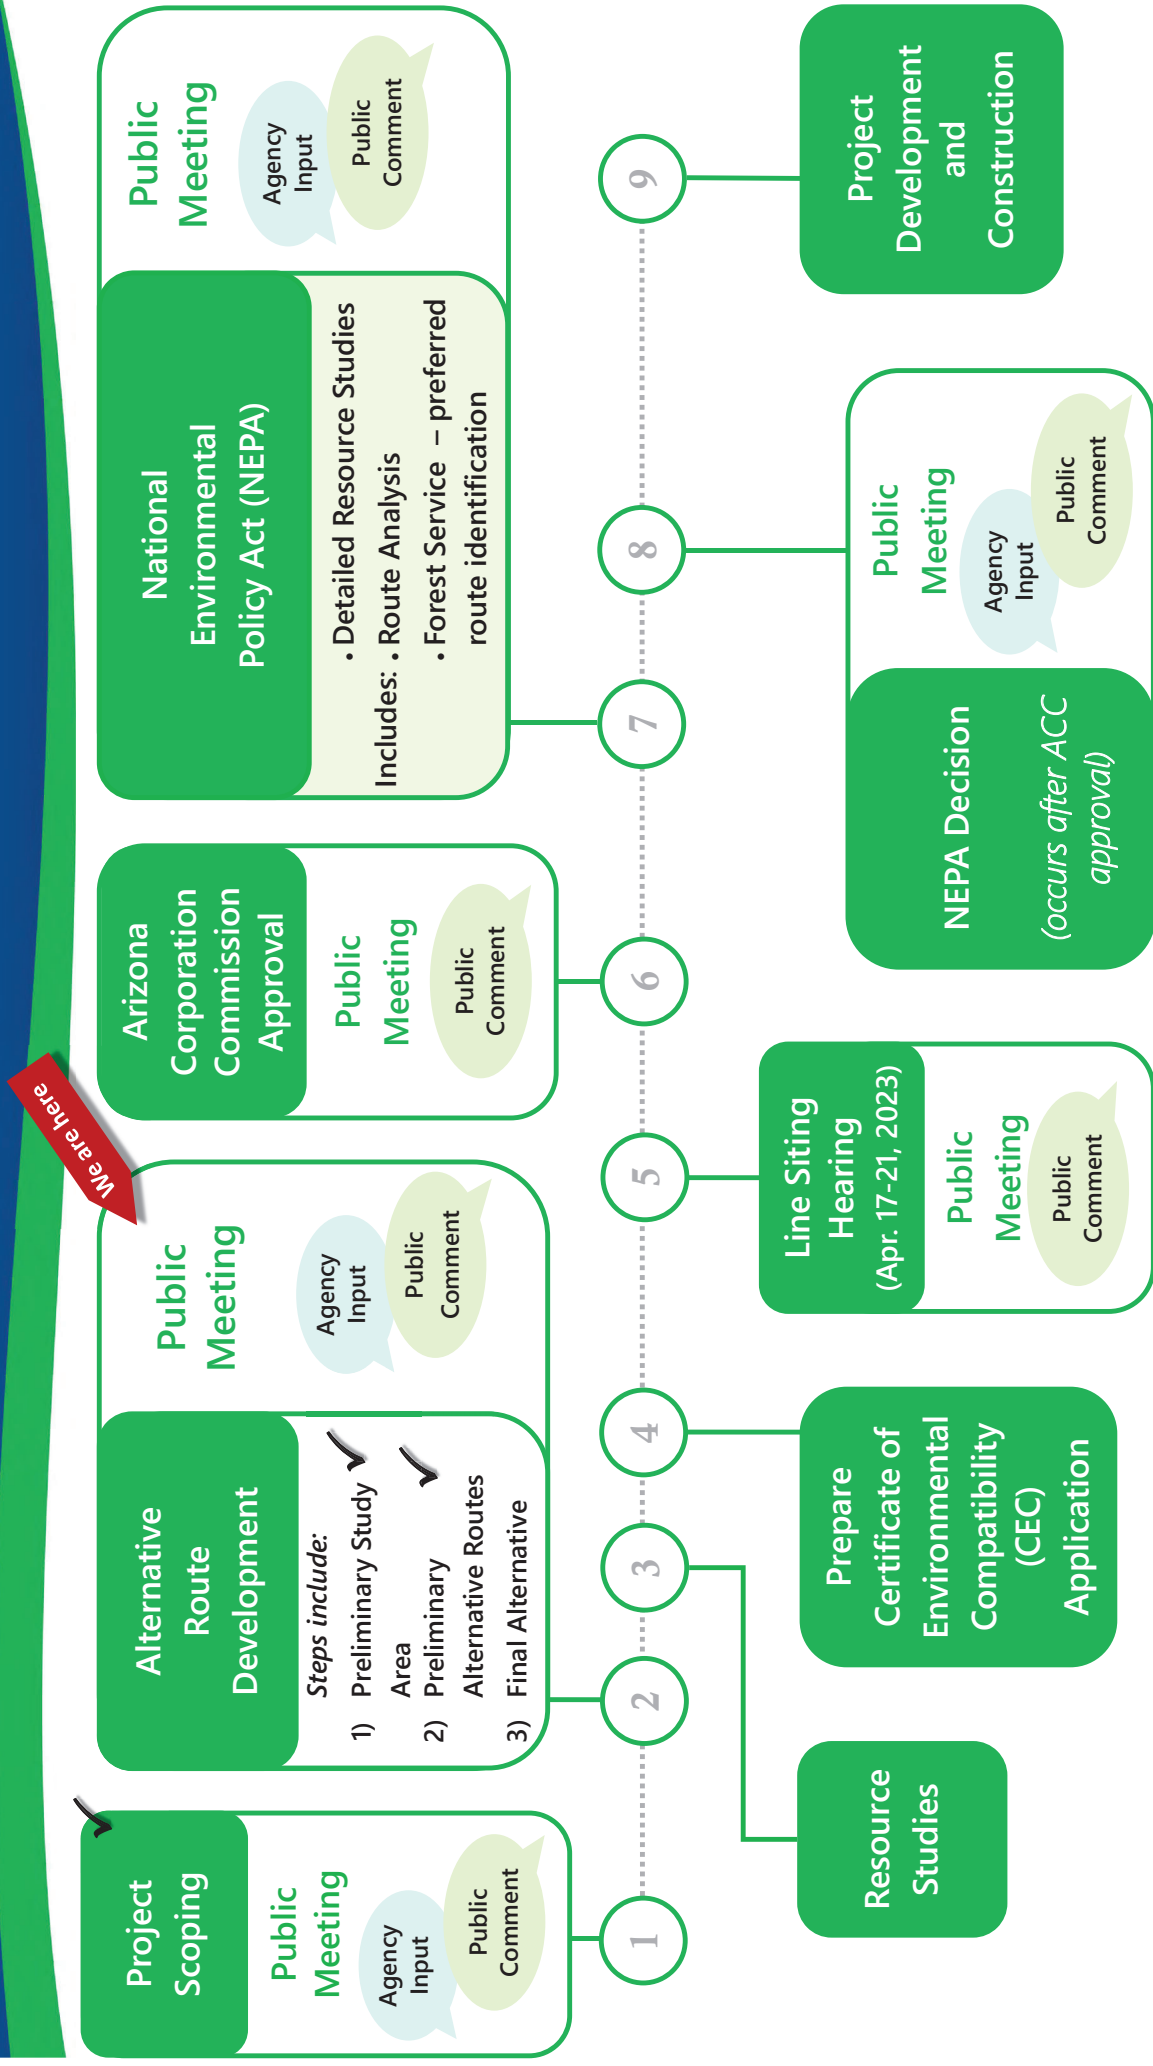 We are here
Project
Scoping
Public
Meeting
Agency
Input
Public
Comment
Alternative
Route
Development
Steps include:
1) Preliminary Study
Area
2) Preliminary
Alternative Routes
3) Final Alternative
Public
Meeting
Agency
Input
Public
Comment
Arizona
Corporation
Commission
Approval
Public
Meeting
Public
Comment
National
Environmental
Policy Act (NEPA)
• Detailed Resource Studies
Includes: • Route Analysis
• Forest Service – preferred
route identification
Public
Meeting
Agency
Input
Public
Comment
1
2
3
4
5
6
7
8
9
Resource
Studies
Prepare
Certificate of
Environmental
Compatibility
(CEC)
Application
Line Siting
Hearing
(Apr. 17-21, 2023)
Public
Meeting
Public
Comment
NEPA Decision
(occurs after ACC
approval)
Public
Meeting
Agency
Input
Public
Comment
Project
Development
and
Construction